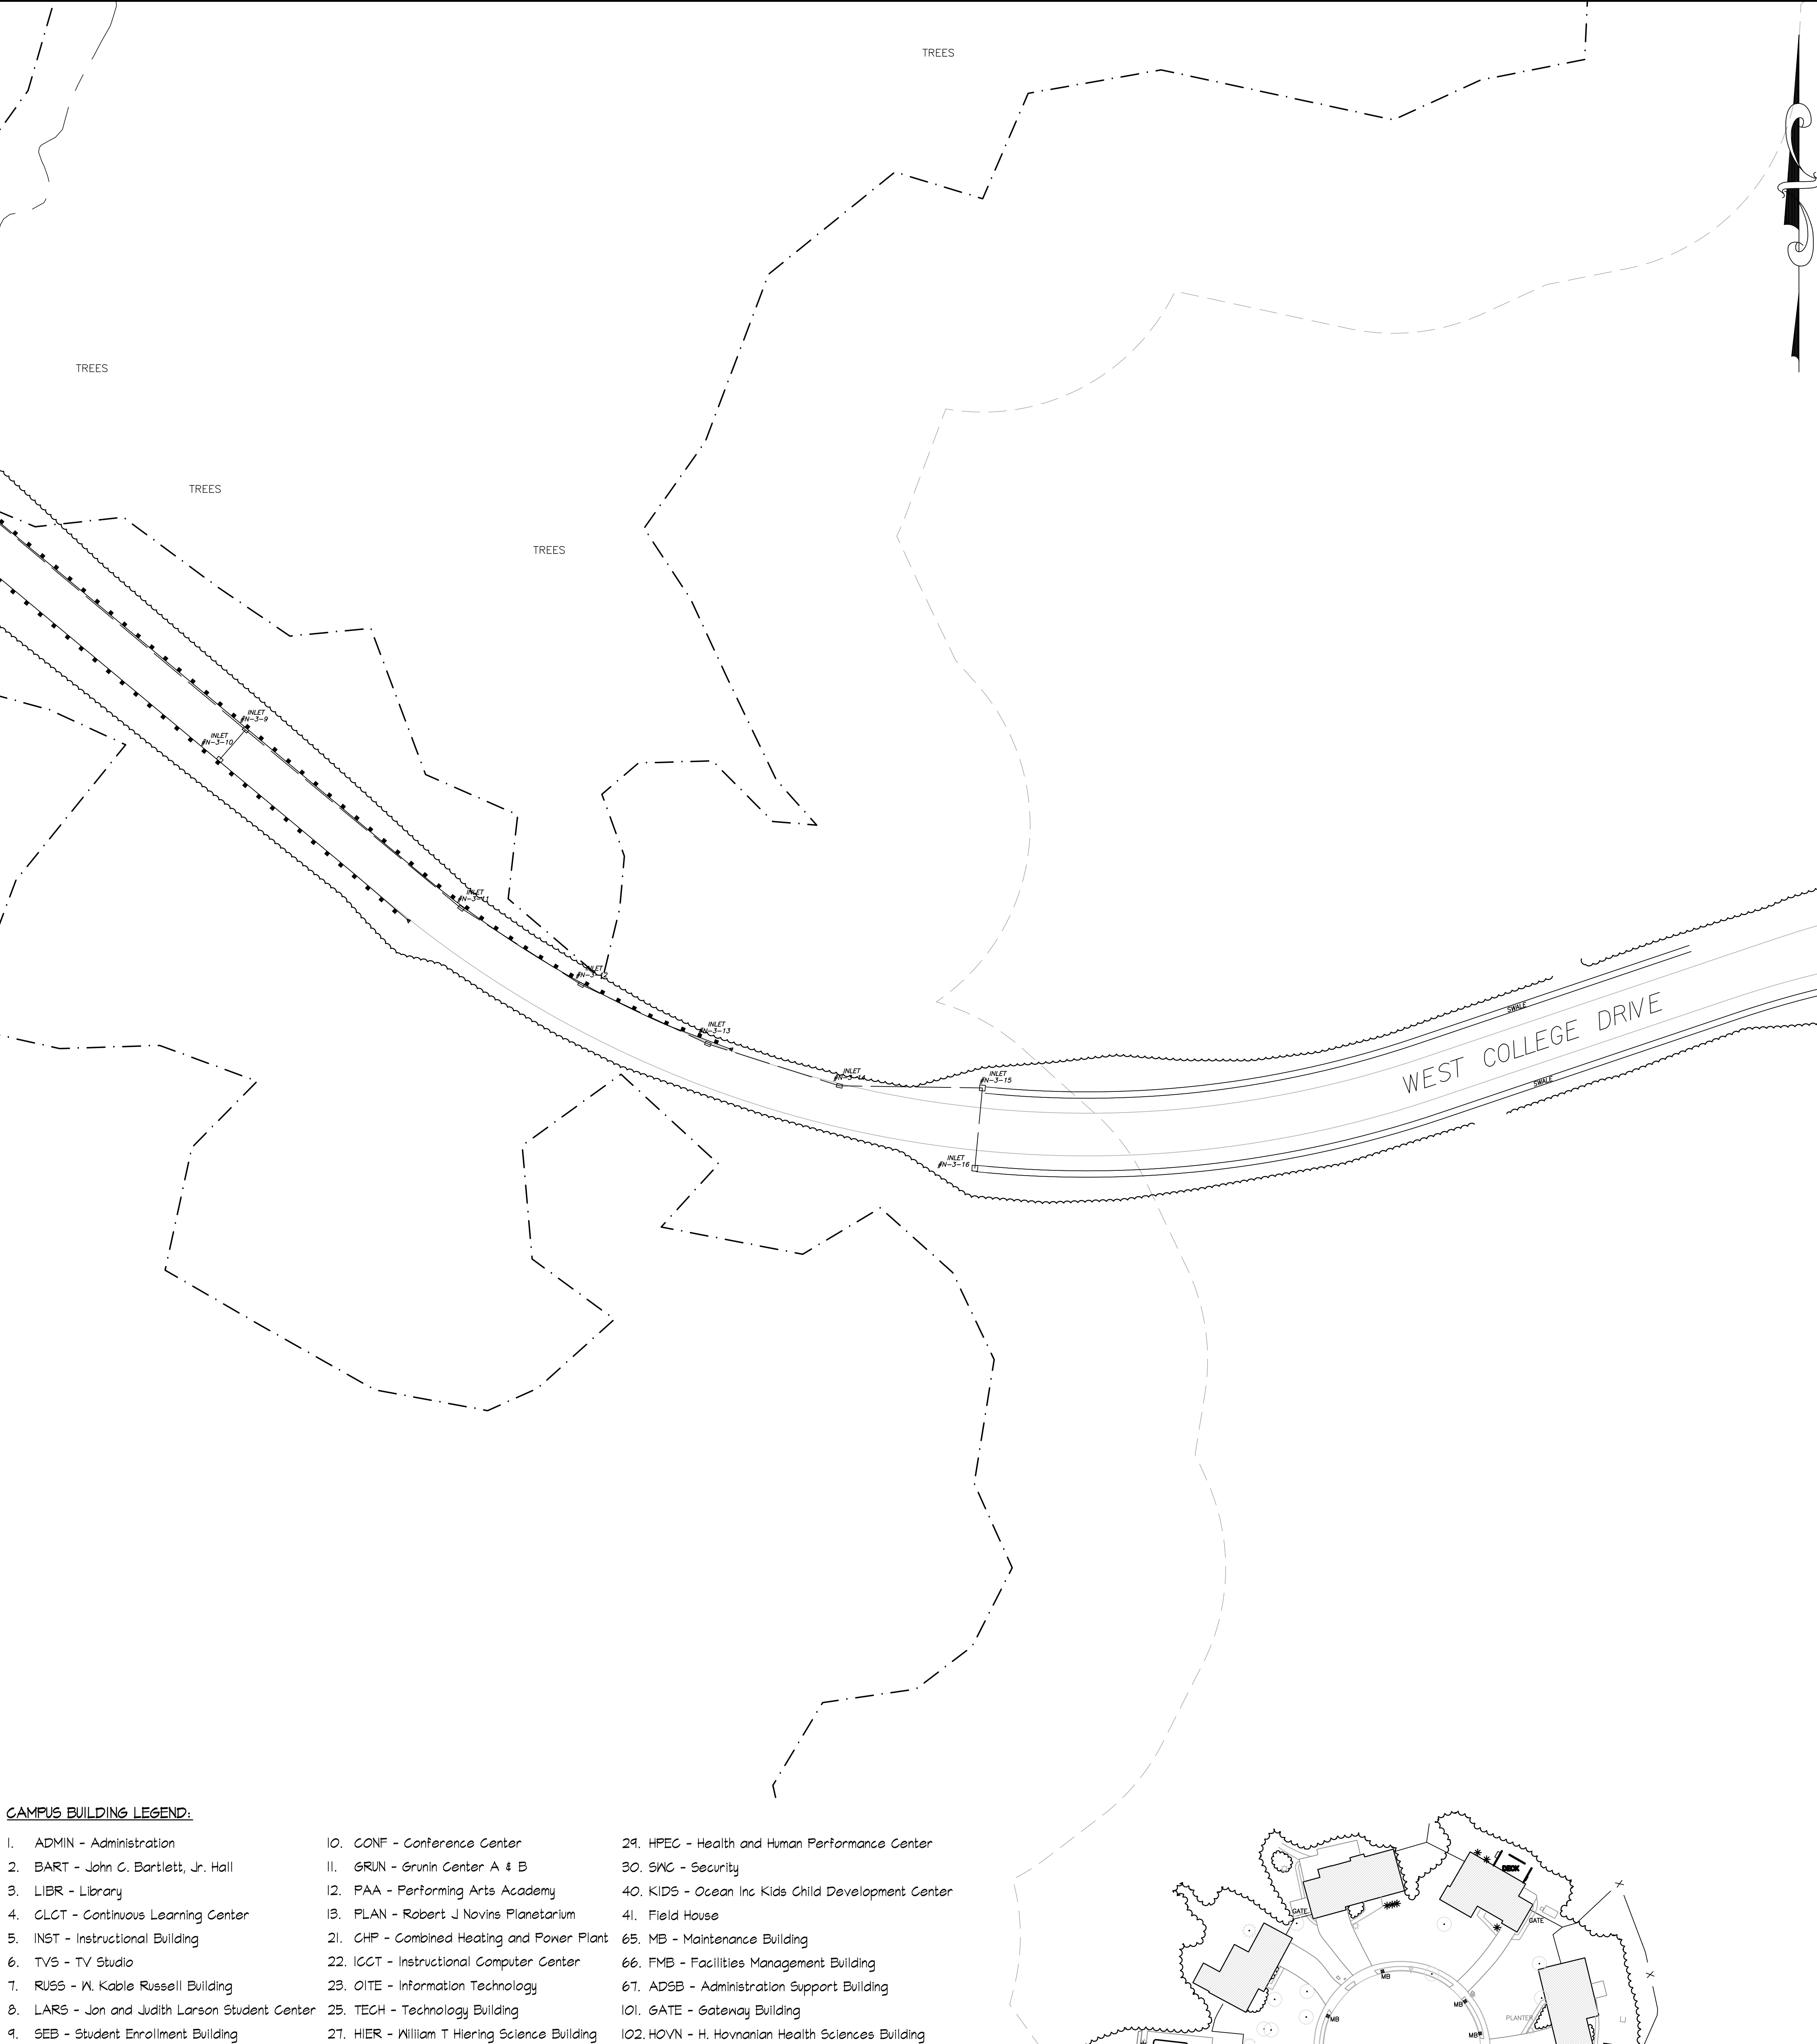 TREES
TREES
TREES
TREES
INLET
#N-3-9
INLET
#N-3-10
INLET
#N-3-11
INLET
#N-3-12
INLET
#N-3-13
INLET
#N-3-14
INLET
#N-3-15
INLET
#N-3-16
SWALE
WEST COLLEGE DRIVE
SWALE
CAMPUS BUILDING LEGEND:
1. ADMIN - Administration
2. BART - John C. Bartlett, Jr. Hall
3. LIBR - Library
4. CLCT - Continuous Learning Center
5. INST - Instructional Building
6. TVS - TV Studio
7. RUSS - W. Kable Russell Building
8. LARS - Jon and Judith Larson Student Center
9. SEB - Student Enrollment Building
10. CONF - Conference Center
11. GRUN - Grunin Center A & B
12. PAA - Performing Arts Academy
13. PLAN - Robert J Novins Planetarium
21. CHP - Combined Heating and Power Plant
22. ICCT - Instructional Computer Center
23. OITE - Information Technology
25. TECH - Technology Building
27. HIER - William T Hiering Science Building
29. HPEC - Health and Human Performance Center
30. SWC - Security
40. KIDS - Ocean Inc Kids Child Development Center
41. Field House
65. MB - Maintenance Building
66. FMB - Facilities Management Building
67. ADSB - Administration Support Building
101. GATE - Gateway Building
102. HOVN - H. Hovnanian Health Sciences Building
DECK
GATE
GATE
MB
MB
MB
MB
PLANTER
X
X